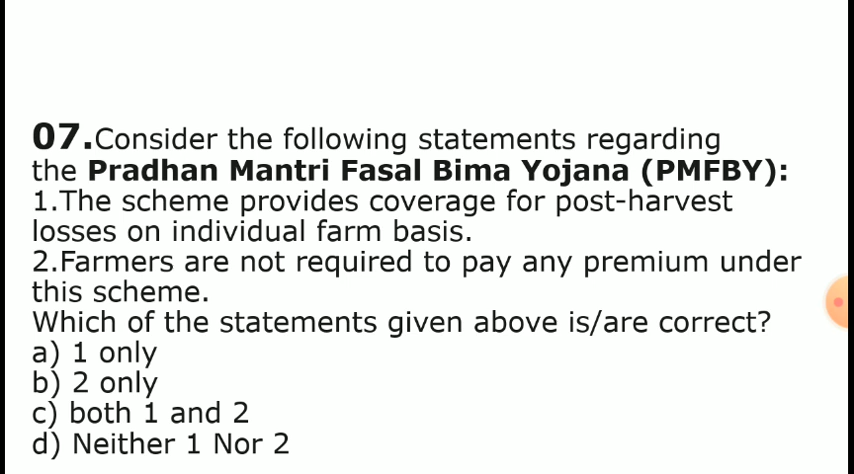 07.Consider the following statements regarding
the Pradhan Mantri Fasal Bima Yojana (PMFBY):
1.The scheme provides coverage for post-harvest
losses on individual farm basis.
2.Farmers are not required to pay any premium under
this scheme.
Which of the statements given above is/are correct?
a) 1 only
b) 2 only
c) both 1 and 2
d) Neither 1 Nor 2